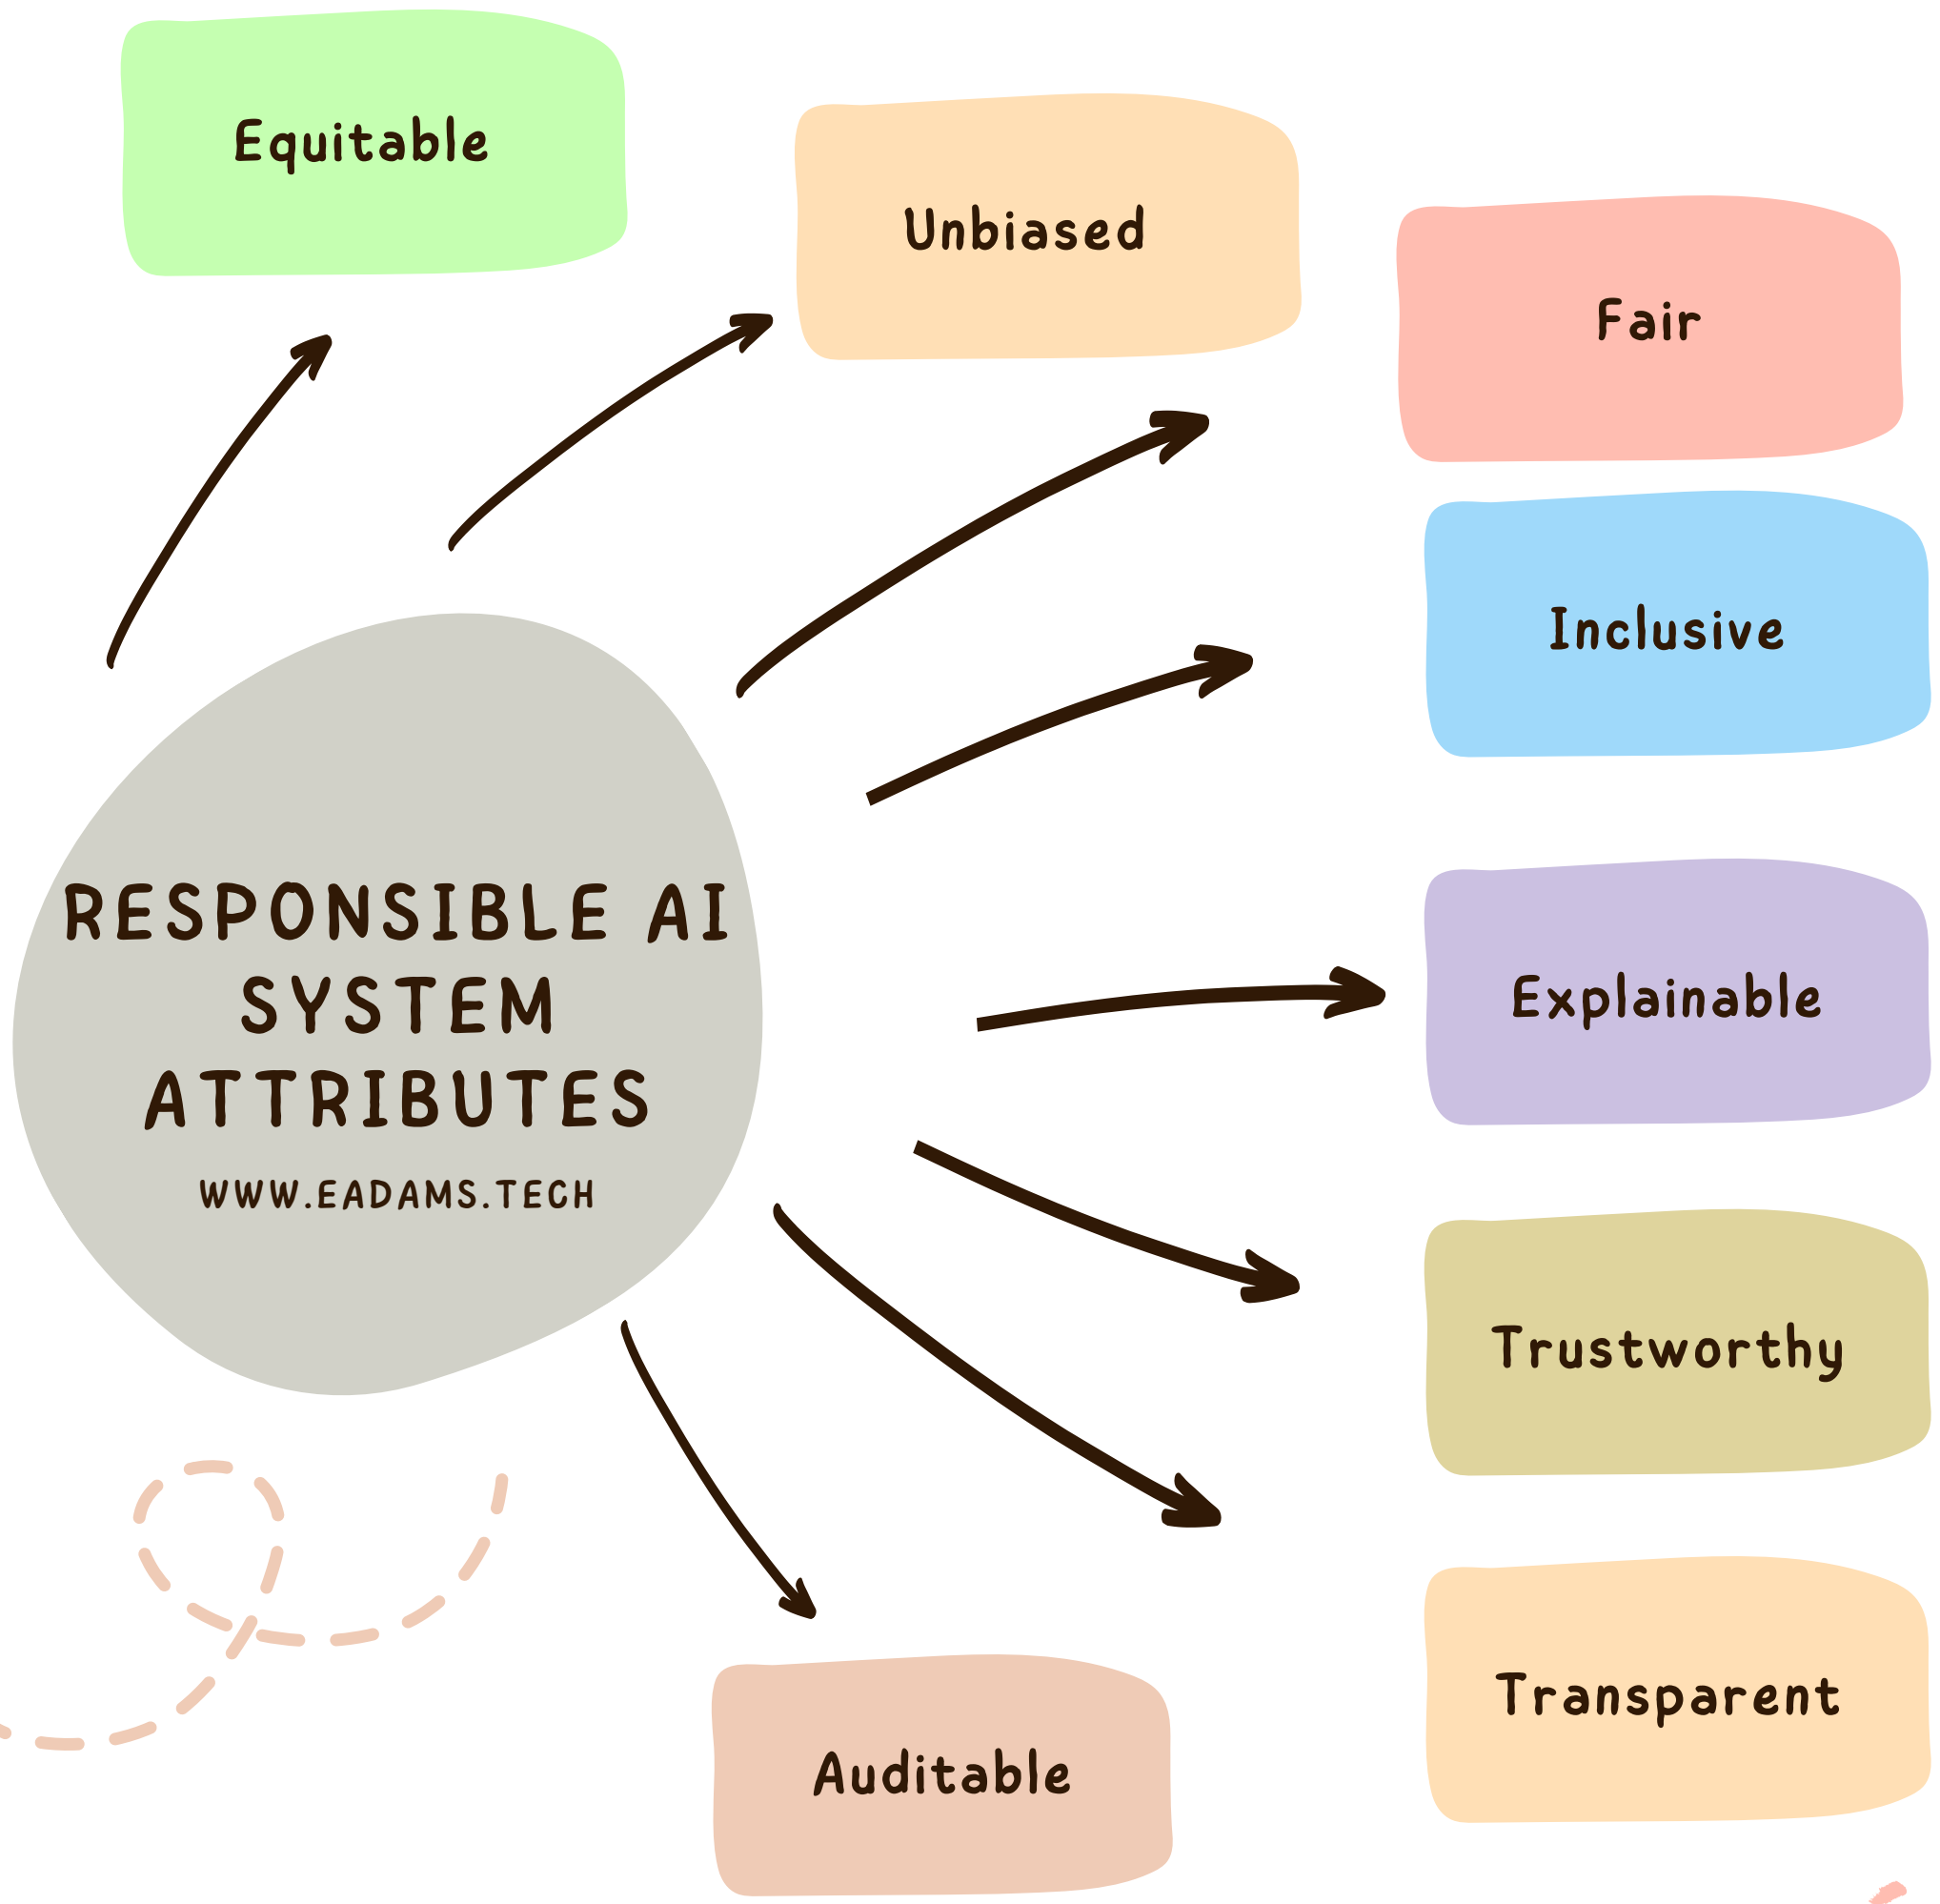 Equitable
Unbiased
Fair
Inclusive
RESPONSIBLE AI
SYSTEM
ATTRIBUTES
WWW.EADAMS.TECH
Explainable
Trustworthy
Transparent
Auditable